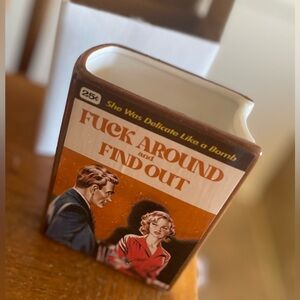 25¢
She Was Delicate Like a Bomb
FUCK AROUND
and
FIND OUT